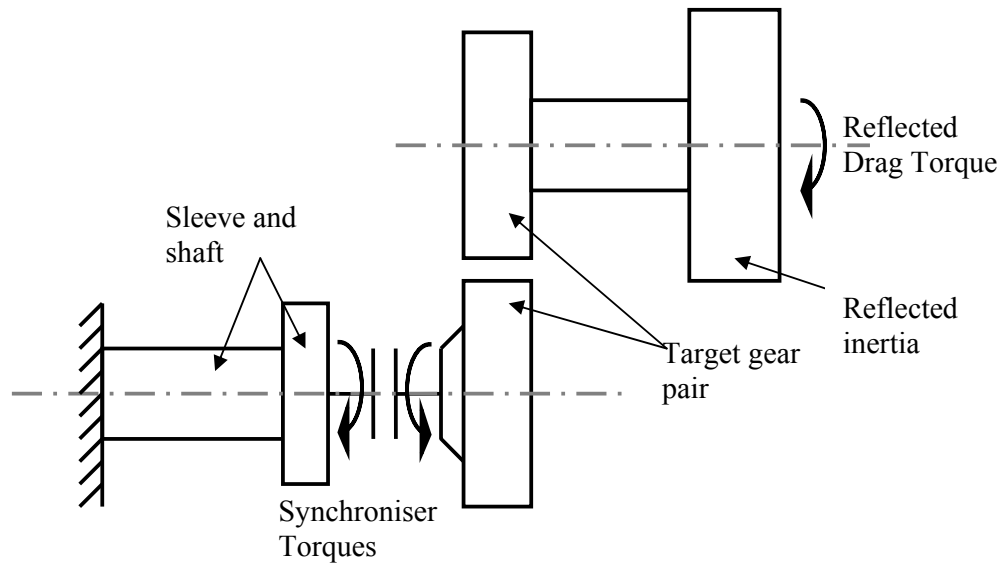 Reflected
Drag Torque
Sleeve and
shaft
Reflected
inertia
Target gear
pair
Synchroniser
Torques